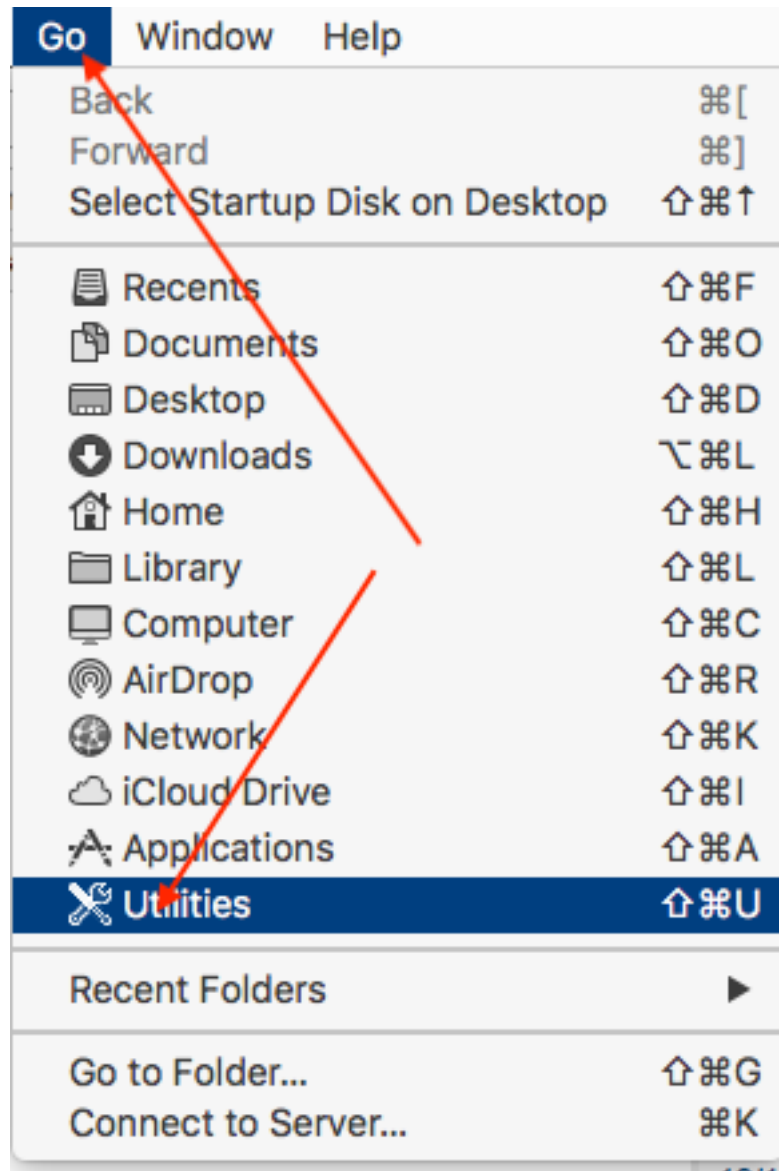 Go Window Help
Back ⌘[
Forward ⌘]
Select Startup Disk on Desktop ⇧⌘↑
Recents ⇧⌘F
Documents ⇧⌘O
Desktop ⇧⌘D
Downloads ⌥⌘L
Home ⇧⌘H
Library ⇧⌘L
Computer ⇧⌘C
AirDrop ⇧⌘R
Network ⇧⌘K
iCloud Drive ⇧⌘I
Applications ⇧⌘A
Utilities ⇧⌘U
Recent Folders ▶
Go to Folder... ⇧⌘G
Connect to Server... ⌘K